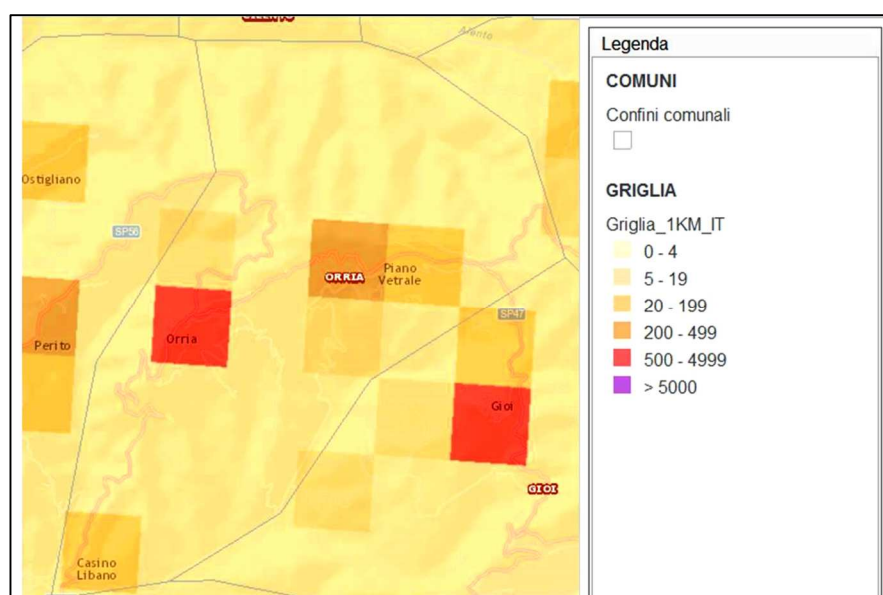 Alento
Ostigliano
SP56
ORRIA
Piano
Vetrale
SP47
Orria
Perito
Gioi
GIOI
Casino
Libano
Legenda
COMUNI
Confini comunali
GRIGLIA
Griglia_1KM_IT
0 - 4
5 - 19
20 - 199
200 - 499
500 - 4999
> 5000